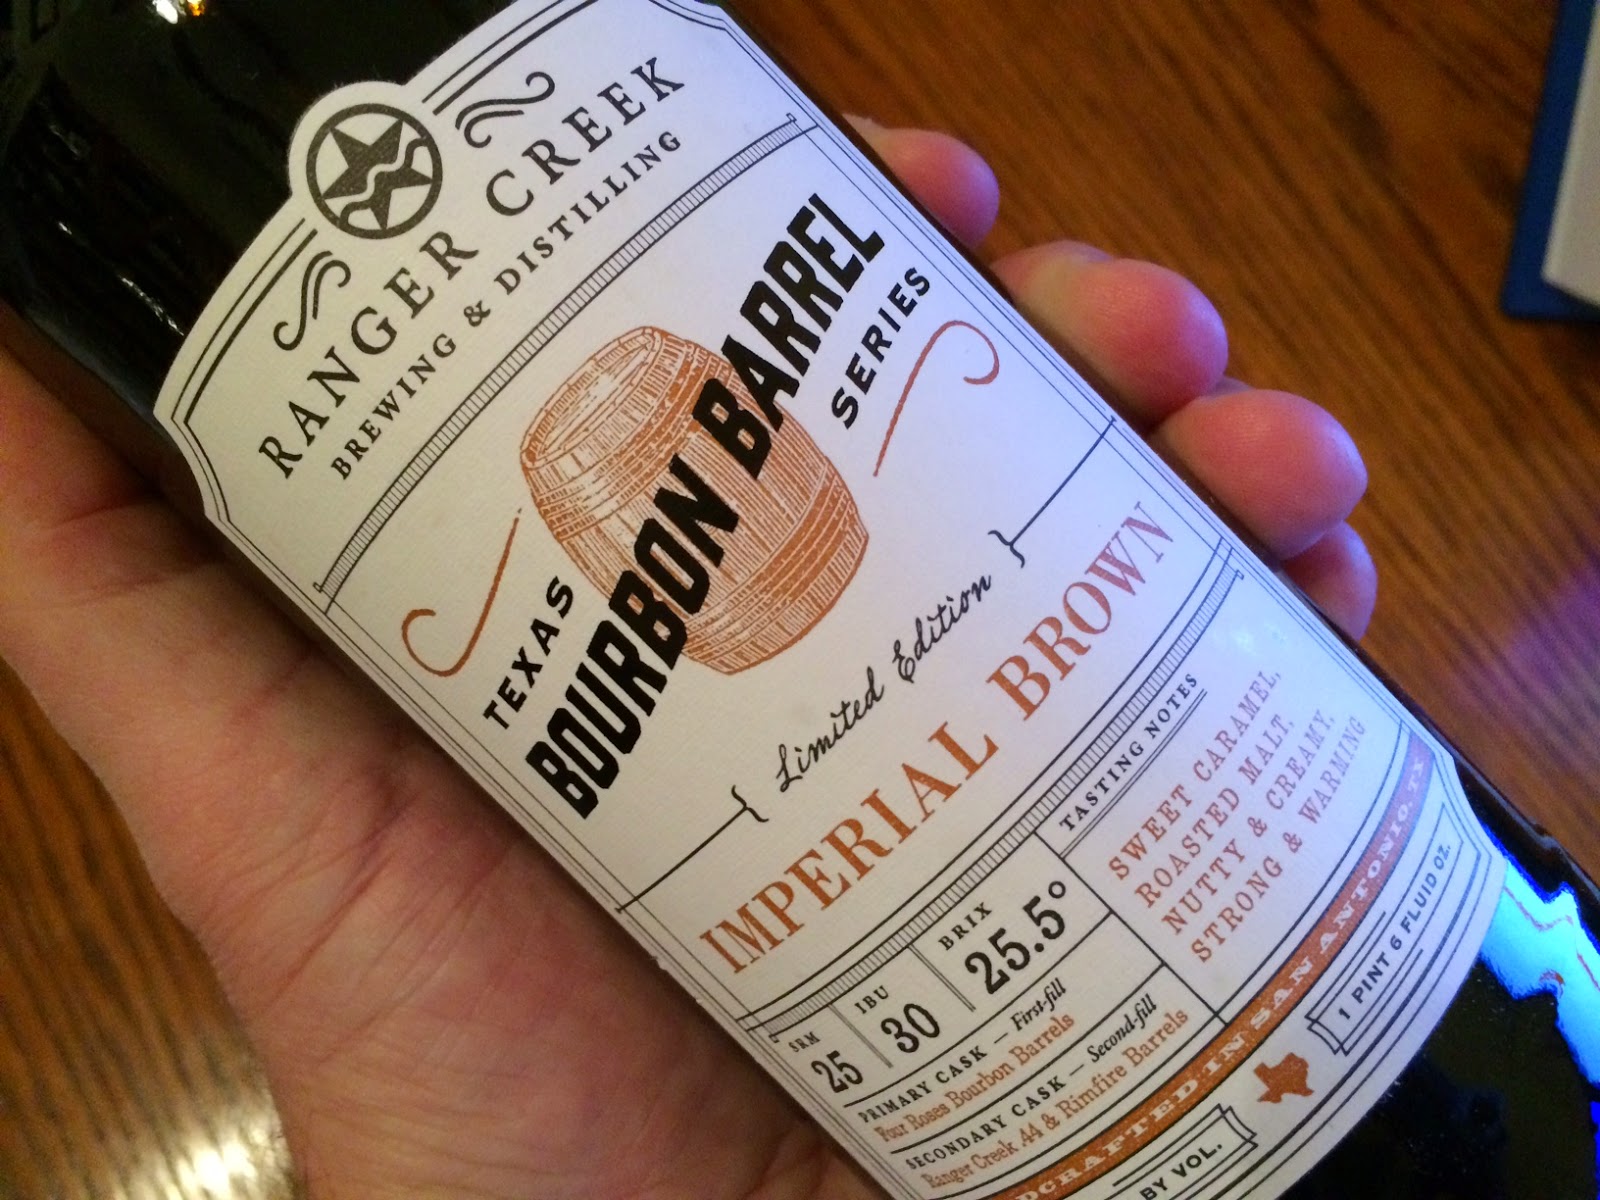 RANGER CREEK
BREWING & DISTILLING
TEXAS
BOURBON BARREL
SERIES
Limited Edition
IMPERIAL BROWN
SRM
25
IBU
30
BRIX
25.5°
TASTING NOTES
SWEET CARAMEL,
ROASTED MALT,
NUTTY & CREAMY,
STRONG & WARMING
PRIMARY CASK — First-fill
Four Roses Bourbon Barrels
SECONDARY CASK — Second-fill
Ranger Creek .44 & Rimfire Barrels
DCRAFTED IN SAN ANTONIO, TX
BY VOL.
1 PINT 6 FLUID OZ.